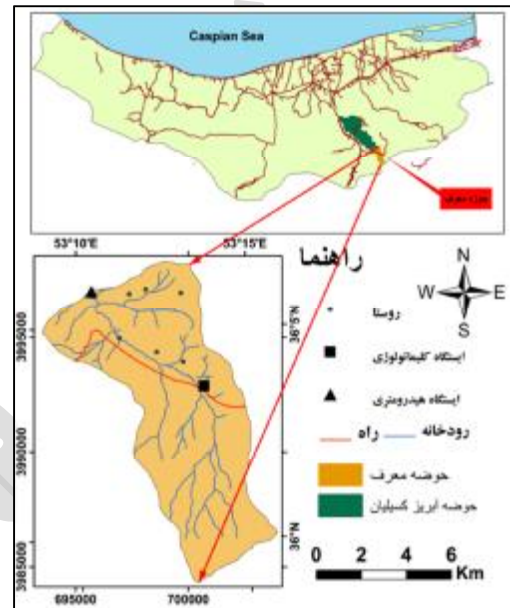 Caspian Sea
53°10'E
53°15'E
راهنما
N
W
E
S
روستا
ایستگاه کلیماتولوژی
ایستگاه هیدرومتری
رودخانه
راه
حوضه معرف
حوضه آبریز کسیلیان
0 2 4 6
Km
3995000
3990000
3985000
36°5'N
36°N
695000
700000